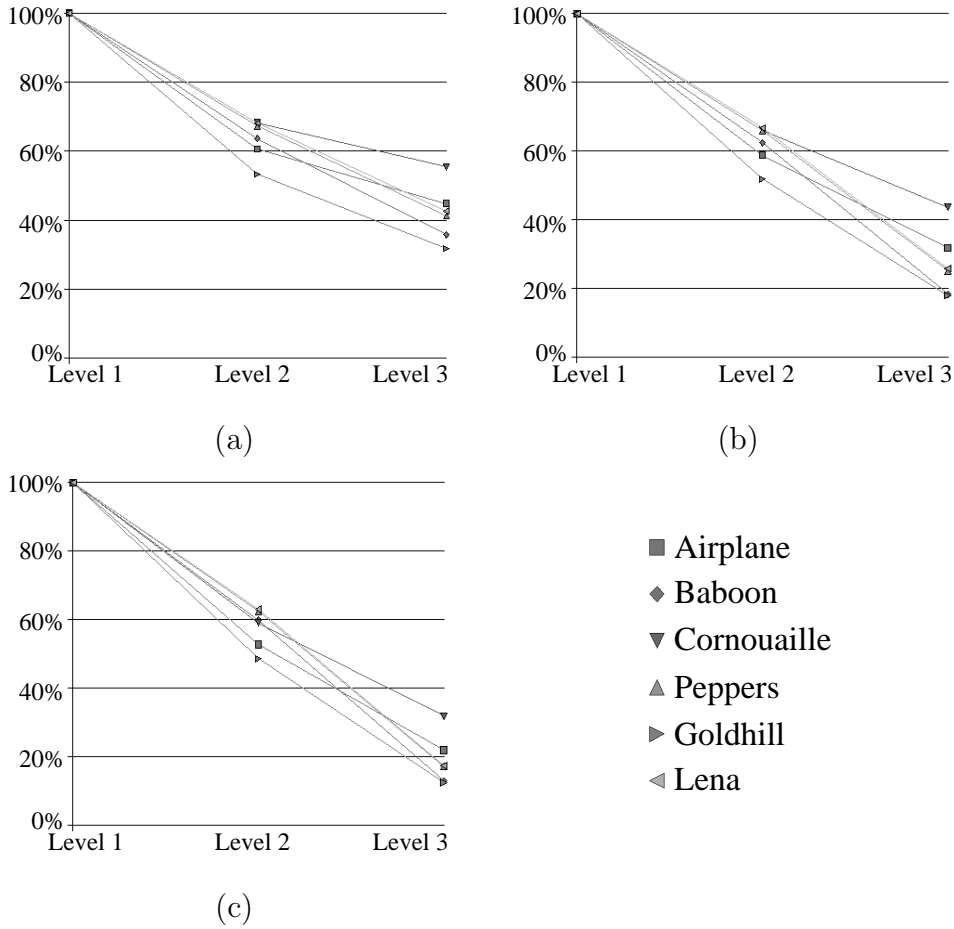 100%
80%
60%
40%
20%
0%
Level 1 Level 2 Level 3
(a)
100%
80%
60%
40%
20%
0%
Level 1 Level 2 Level 3
(b)
100%
80%
60%
40%
20%
0%
Level 1 Level 2 Level 3
(c)
Airplane
Baboon
Cornouaille
Peppers
Goldhill
Lena